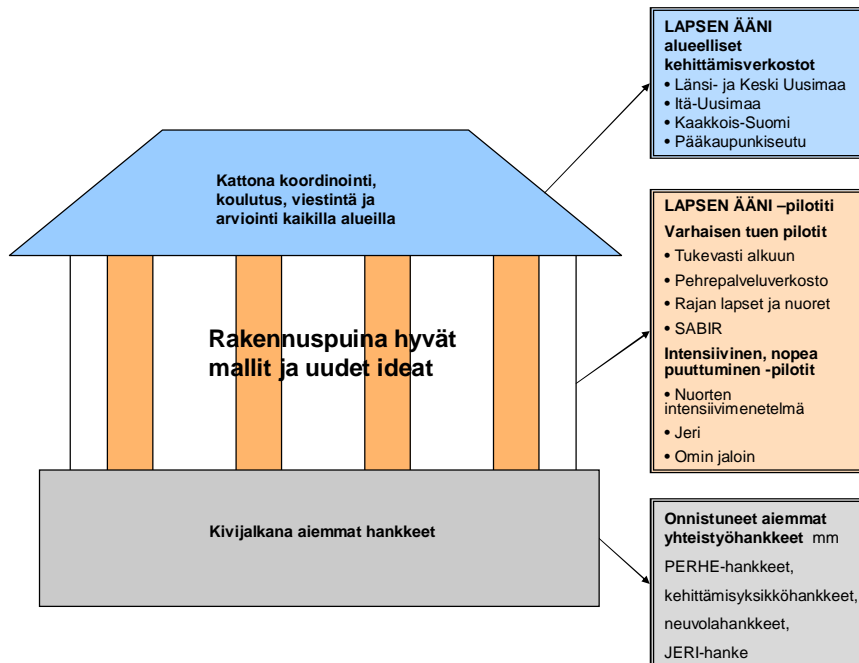 LAPSEN ÄÄNI
alueelliset
kehittämisverkostot
• Länsi- ja Keski Uusimaa
• Itä-Uusimaa
• Kaakkois-Suomi
• Pääkaupunkiseutu
Kattona koordinointi,
koulutus, viestintä ja
arviointi kaikilla alueilla
LAPSEN ÄÄNI –pilotiti
Varhaisen tuen pilotit
• Tukevasti alkuun
• Pehrepalveluverkosto
• Rajan lapset ja nuoret
• SABIR
Intensiivinen, nopea
puuttuminen -pilotit
• Nuorten
intensiivimenetelmä
• Jeri
• Omin jaloin
Rakennuspuina hyvät
mallit ja uudet ideat
Kivijalkana aiemmat hankkeet
Onnistuneet aiemmat
yhteistyöhankkeet mm
PERHE-hankkeet,
kehittämisyksikköhankkeet,
neuvolahankkeet,
JERI-hanke